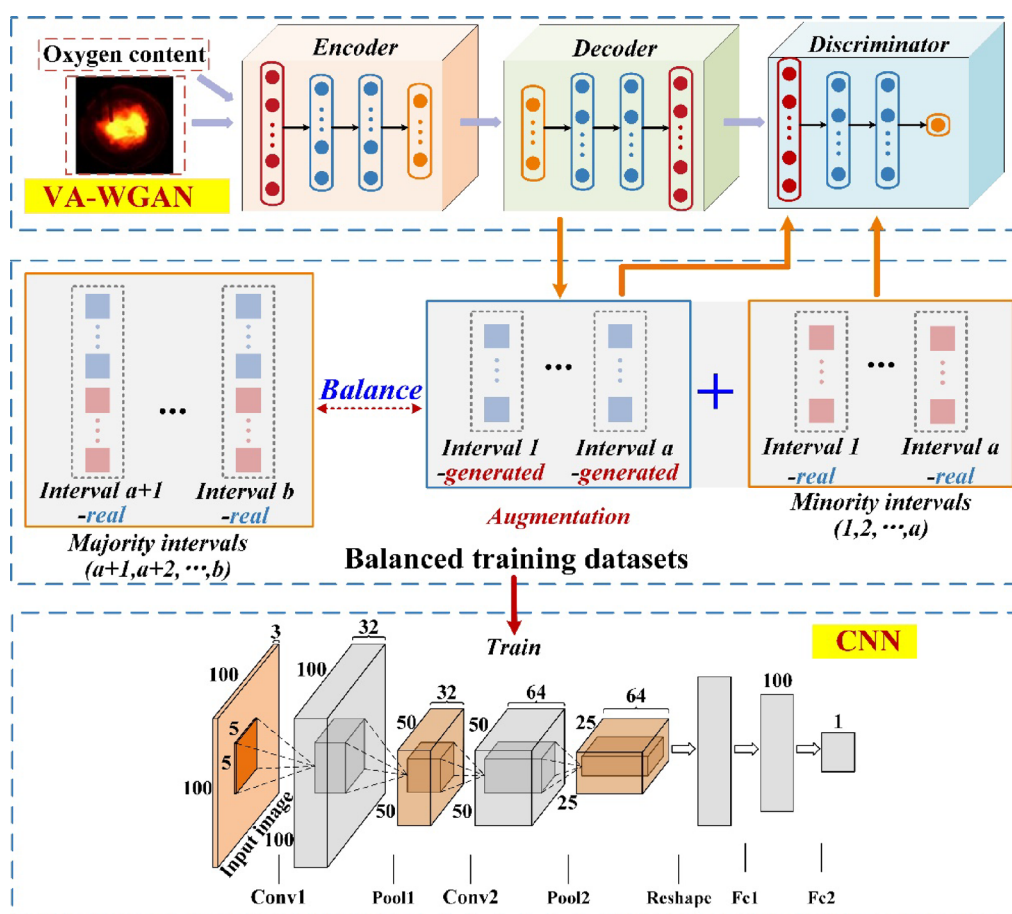 Encoder
Decoder
Discriminator
Oxygen content
VA-WGAN
Balance
Interval a+1
-real
Interval b
-real
Majority intervals
(a+1,a+2, ⋯,b)
Interval 1
-generated
Interval a
-generated
Augmentation
+
Interval 1
-real
Interval a
-real
Minority intervals
(1,2, ⋯,a)
Balanced training datasets
Train
CNN
3
100
5
5
100
Input image
32
100
100
32
50
50
64
50
50
64
25
25
100
1
Conv1
Pool1
Conv2
Pool2
Reshape
Fc1
Fc2